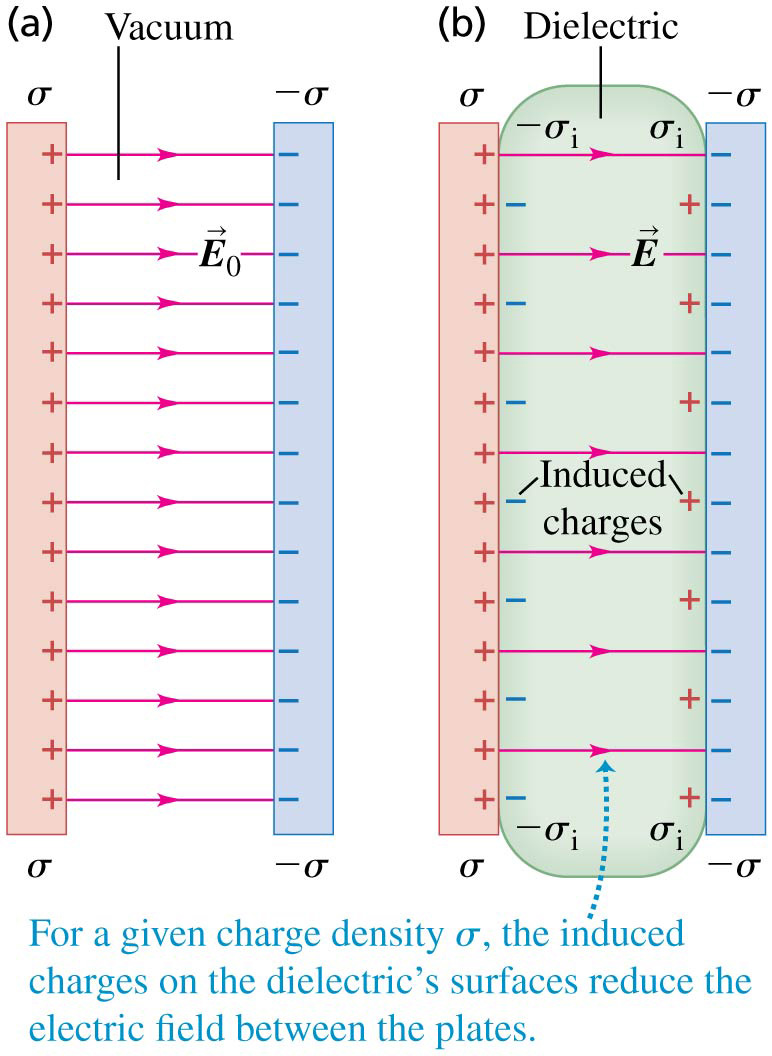 (a) Vacuum
(b) Dielectric
σ −σ
σ −σ
−σi σi
+ −
+ −
− +
+ −
+ −
− +
E⃗0
E⃗
Induced
charges
−σi σi
σ −σ
σ −σ
For a given charge density σ, the induced
charges on the dielectric’s surfaces reduce the
electric field between the plates.